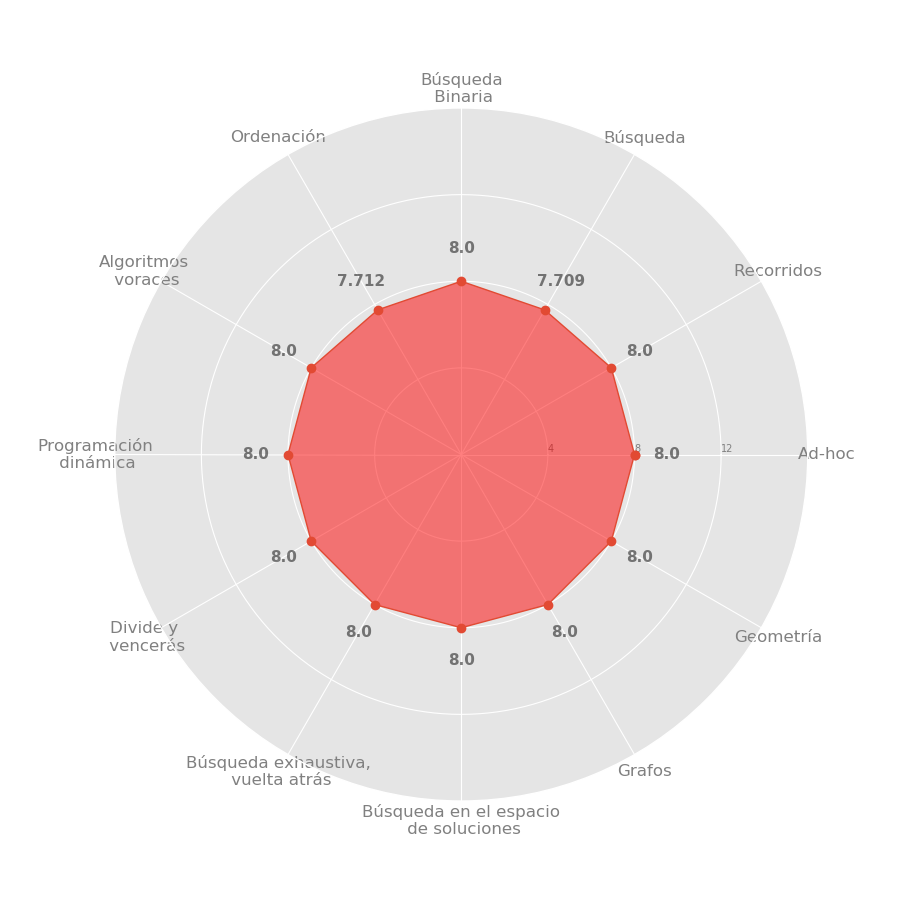 Búsqueda
Binaria
Ordenación
Búsqueda
8.0
Algoritmos
voraces
7.712
7.709
Recorridos
8.0
8.0
Programación
dinámica
8.0
4
8
12
8.0
Ad-hoc
8.0
8.0
Divide y
vencerás
8.0
8.0
Geometría
8.0
Búsqueda exhaustiva,
vuelta atrás
Grafos
Búsqueda en el espacio
de soluciones